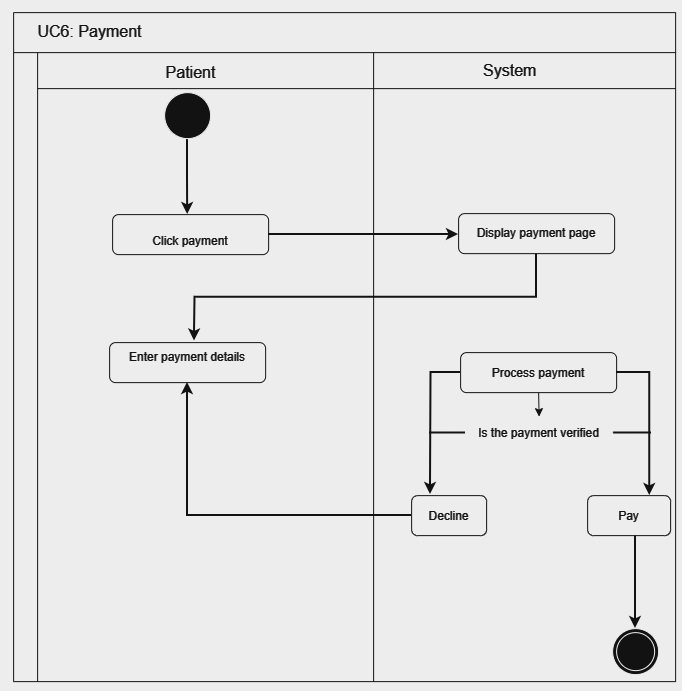 UC6: Payment
Patient
System
Click payment
Display payment page
Enter payment details
Process payment
Is the payment verified
Decline
Pay